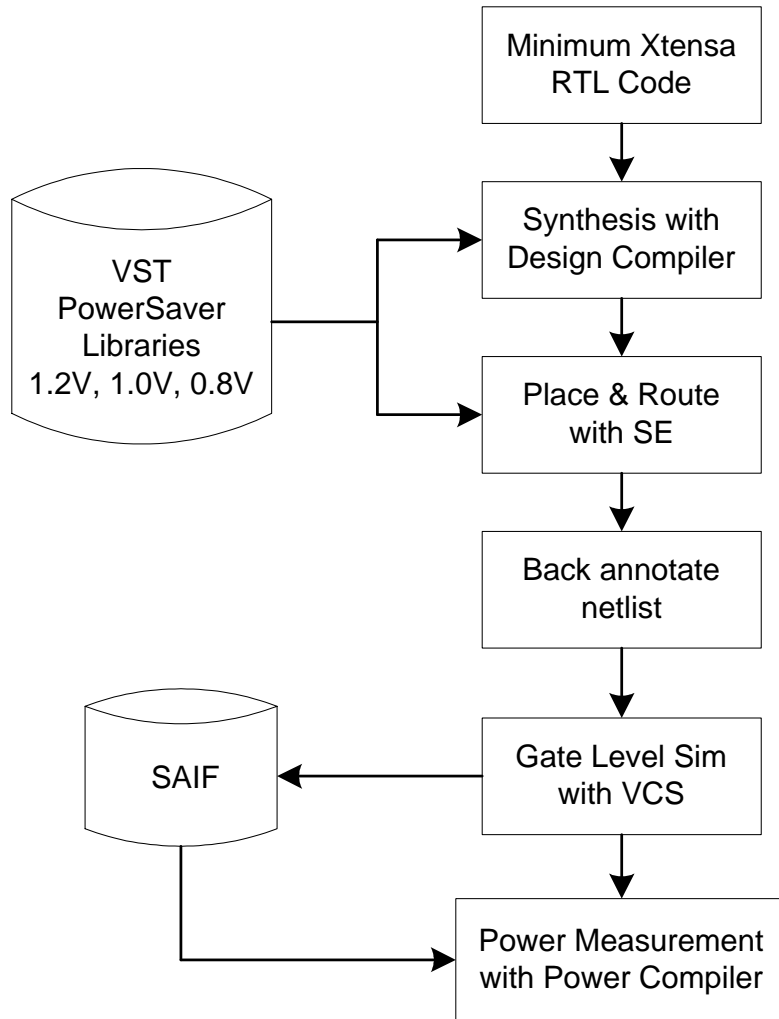 Minimum Xtensa
RTL Code
Synthesis with
Design Compiler
VST
PowerSaver
Libraries
1.2V, 1.0V, 0.8V
Place & Route
with SE
Back annotate
netlist
Gate Level Sim
with VCS
SAIF
Power Measurement
with Power Compiler